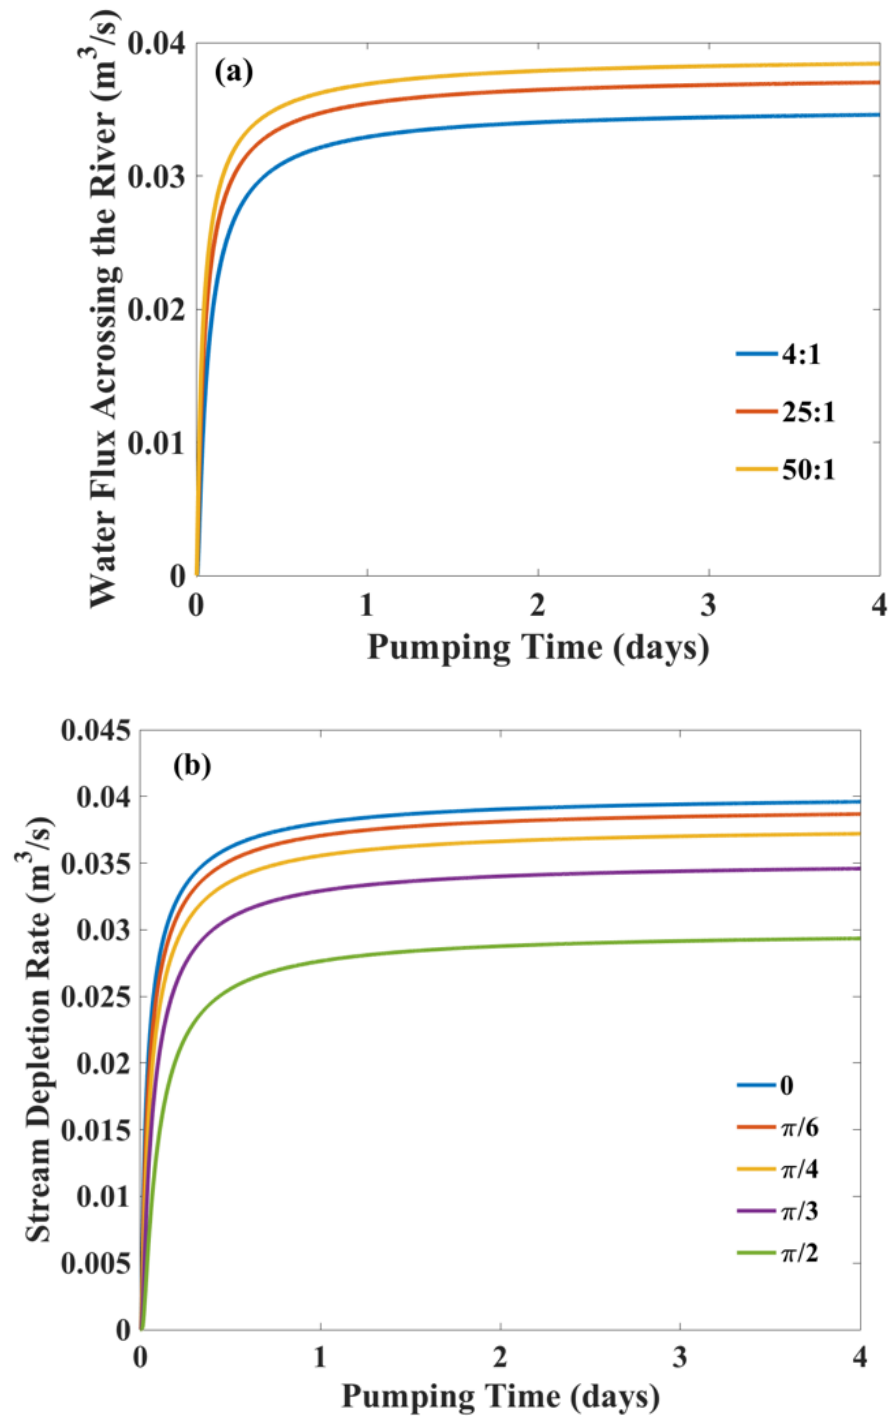 (a)
Water Flux Acrossing the River (m³/s)
0.04
0.03
0.02
0.01
0
4:1
25:1
50:1
0 1 2 3 4
Pumping Time (days)
(b)
Stream Depletion Rate (m³/s)
0.045
0.04
0.035
0.03
0.025
0.02
0.015
0.01
0.005
0
0
π/6
π/4
π/3
π/2
0 1 2 3 4
Pumping Time (days)